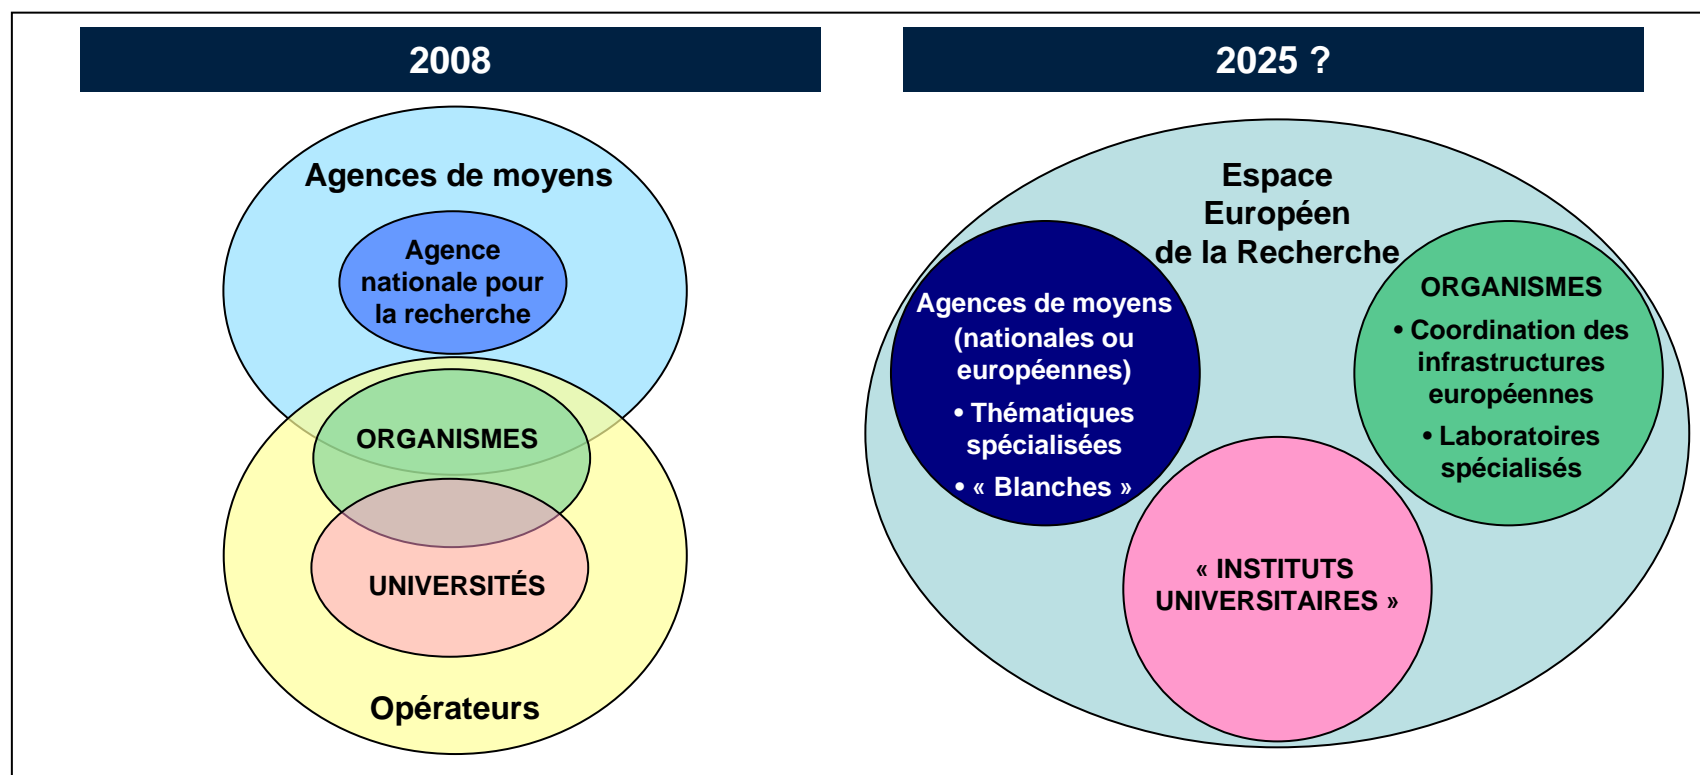 2008
Agences de moyens
Agence
nationale pour
la recherche
ORGANISMES
UNIVERSITÉS
Opérateurs
2025 ?
Espace
Européen
de la Recherche
Agences de moyens
(nationales ou
européennes)
• Thématiques
spécialisées
• « Blanches »
ORGANISMES
• Coordination des
infrastructures
européennes
• Laboratoires
spécialisés
« INSTITUTS
UNIVERSITAIRES »